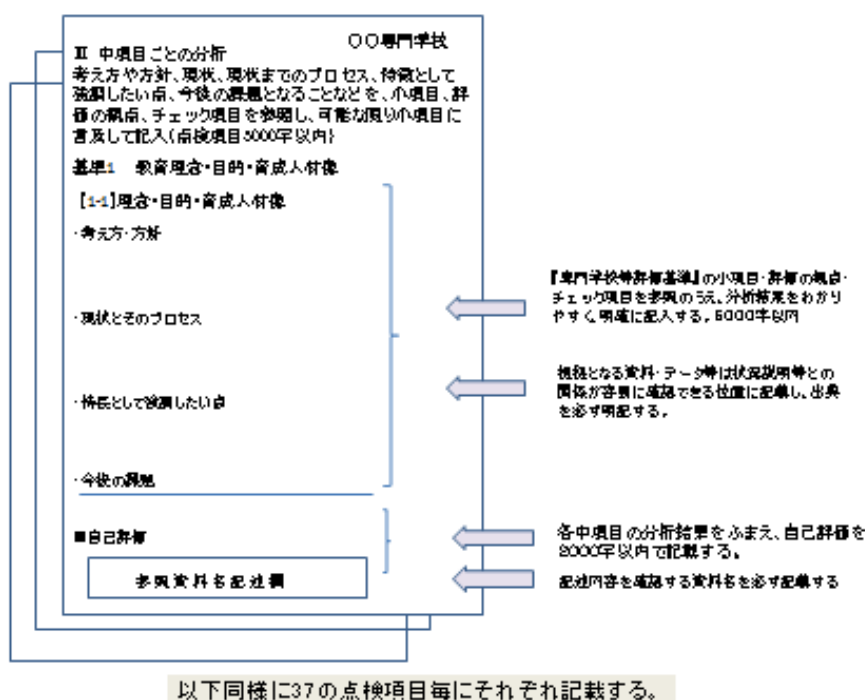 〇〇専門学校
Ⅲ 中項目ごとの分析
考え方や方針、現状、現状までのプロセス、特徴として
強調したい点、今後の課題となることなどを、小項目、評
価の観点、チェック項目を参照し、可能な限り小項目に
言及して記入(点検項目6000字以内)
基準1 教育理念・目的・育成人材像
【1-1】理念・目的・育成人材像
・考え方・方針
・現状とそのプロセス
・特長として強調したい点
・今後の課題
■自己評価
参照資料名記述欄
『専門学校等評価基準』の小項目・評価の観点・
チェック項目を参照のうえ、分析結果をわかり
やすく、明確に記入する。6000字以内
根拠となる資料・データ等は状況説明等との
関係が容易に確認できる位置に記載し、出典
を必ず明記する。
各中項目の分析結果をふまえ、自己評価を
2000字以内で記載する。
記述内容を確認する資料名を必ず記載する
以下同様に37の点検項目毎にそれぞれ記載する。